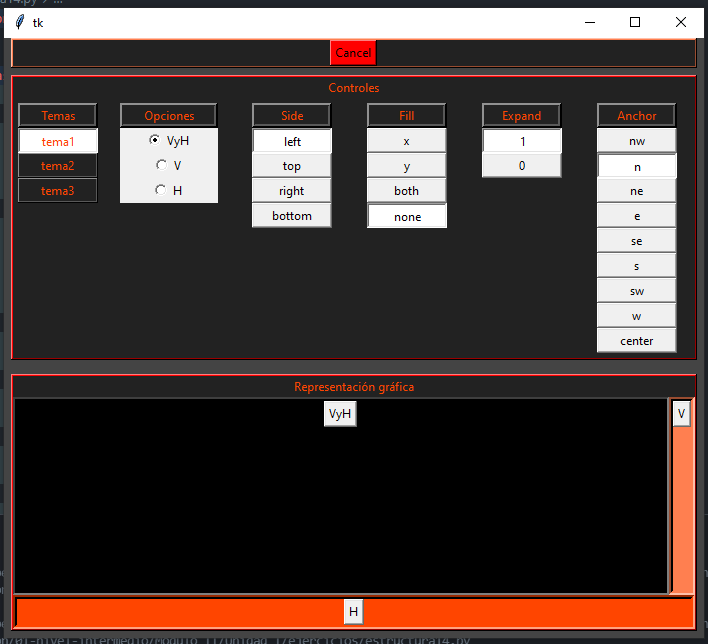 tk
Cancel
Controles
Temas Opciones Side Fill Expand Anchor
tema1 VyH left x 1 nw
tema2 V top y 0 n
tema3 H right both ne
bottom none e
se
s
sw
w
center
Representación gráfica
VyH V
H